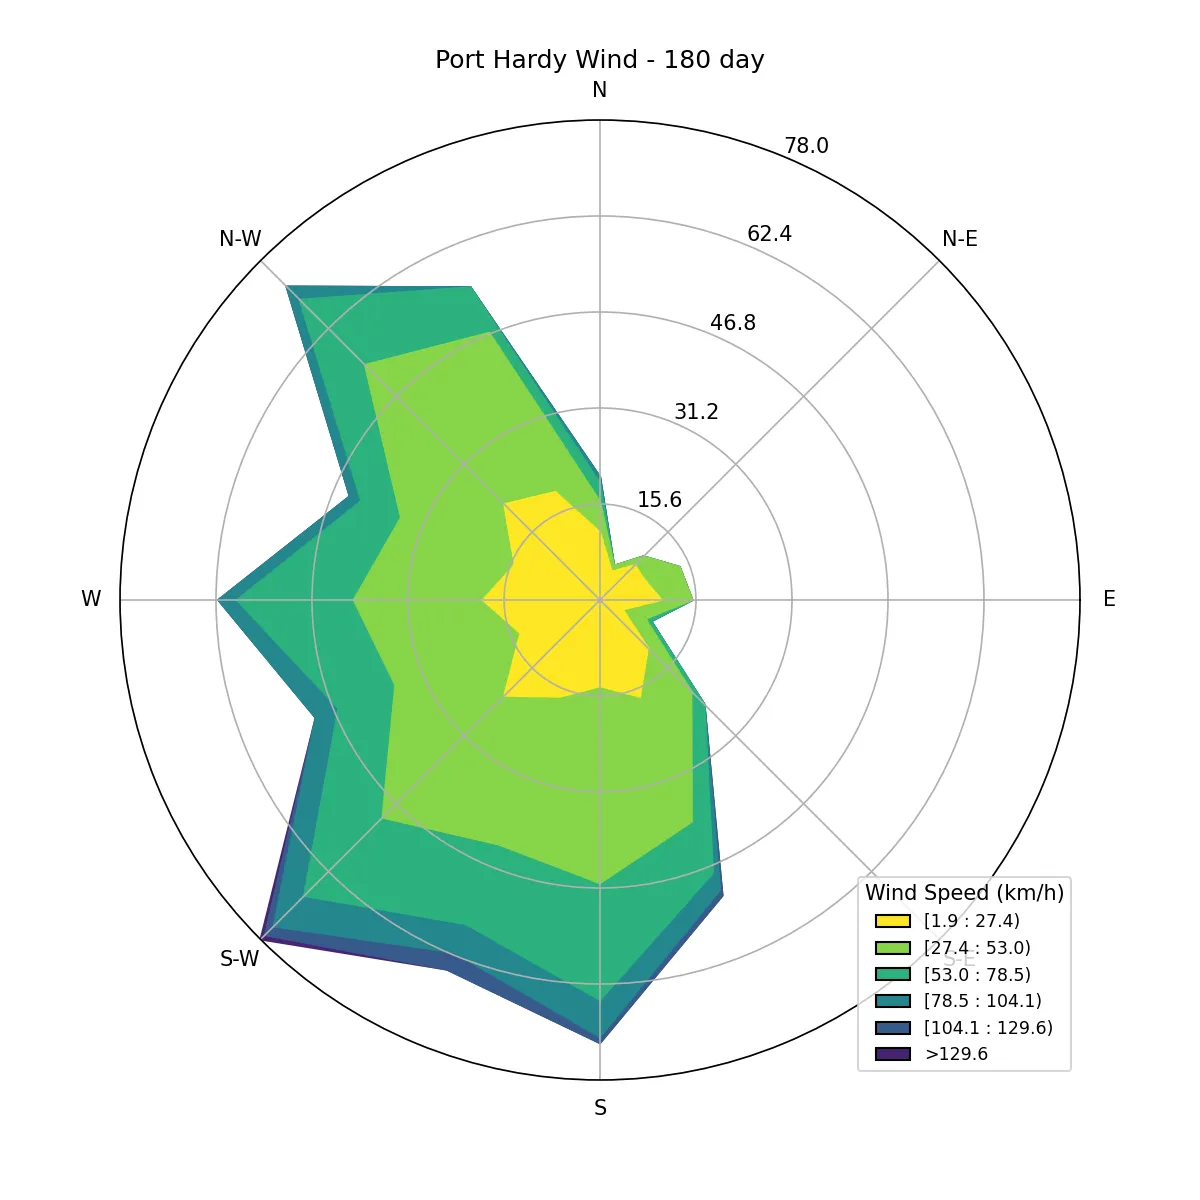 Port Hardy Wind - 180 day
N
78.0
62.4
N-W
N-E
46.8
31.2
15.6
W
E
Wind Speed (km/h)
[1.9 : 27.4)
[27.4 : 53.0)
S-W
S-E
[53.0 : 78.5)
[78.5 : 104.1)
[104.1 : 129.6)
>129.6
S